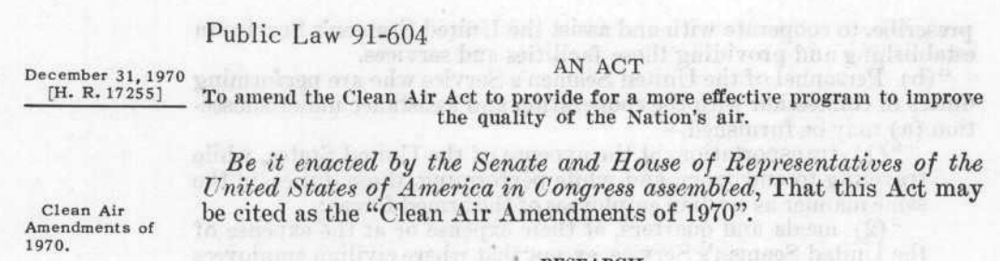 Public Law 91-604
December 31, 1970
[H. R. 17255]
AN ACT
To amend the Clean Air Act to provide for a more effective program to improve
the quality of the Nation's air.
Be it enacted by the Senate and House of Representatives of the
United States of America in Congress assembled, That this Act may
be cited as the “Clean Air Amendments of 1970”.
Clean Air
Amendments of
1970.